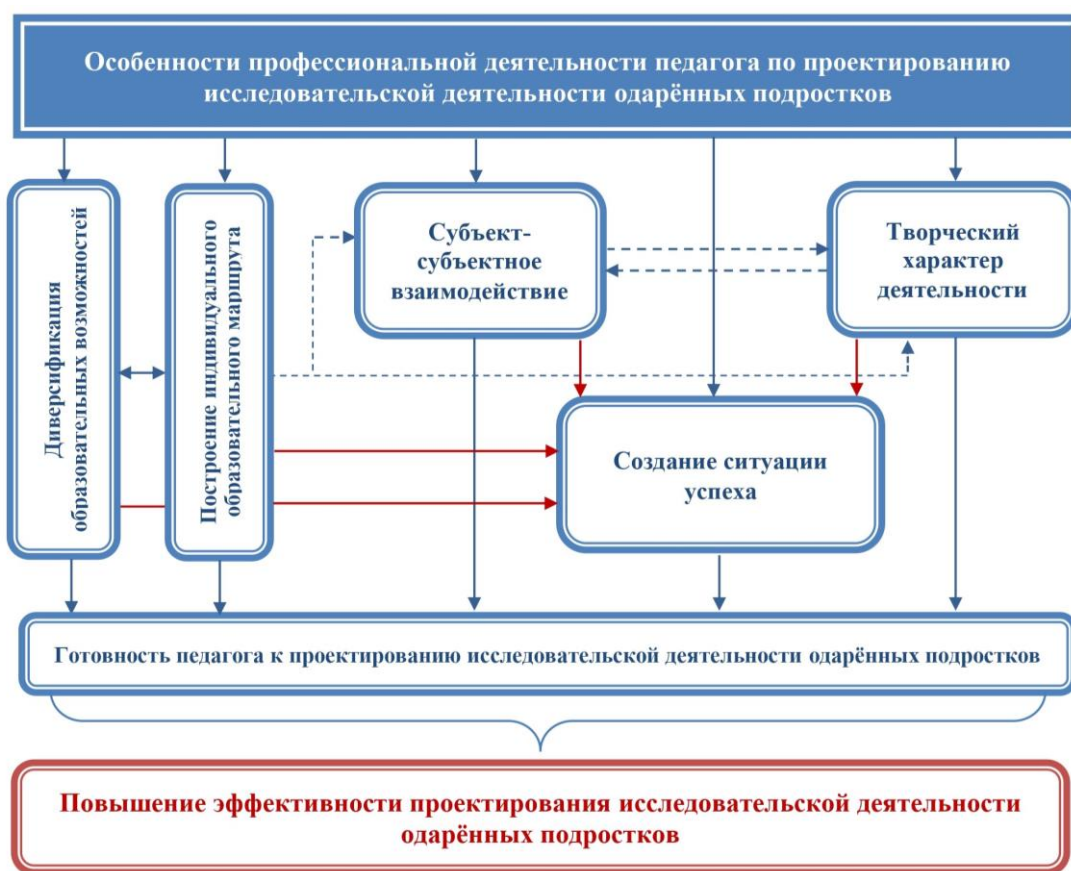 Особенности профессиональной деятельности педагога по проектированию
исследовательской деятельности одарённых подростков
Диверсификация
образовательных возможностей
Построение индивидуального
образовательного маршрута
Субъект-
субъектное
взаимодействие
Творческий
характер
деятельности
Создание ситуации
успеха
Готовность педагога к проектированию исследовательской деятельности одарённых подростков
Повышение эффективности проектирования исследовательской деятельности
одарённых подростков